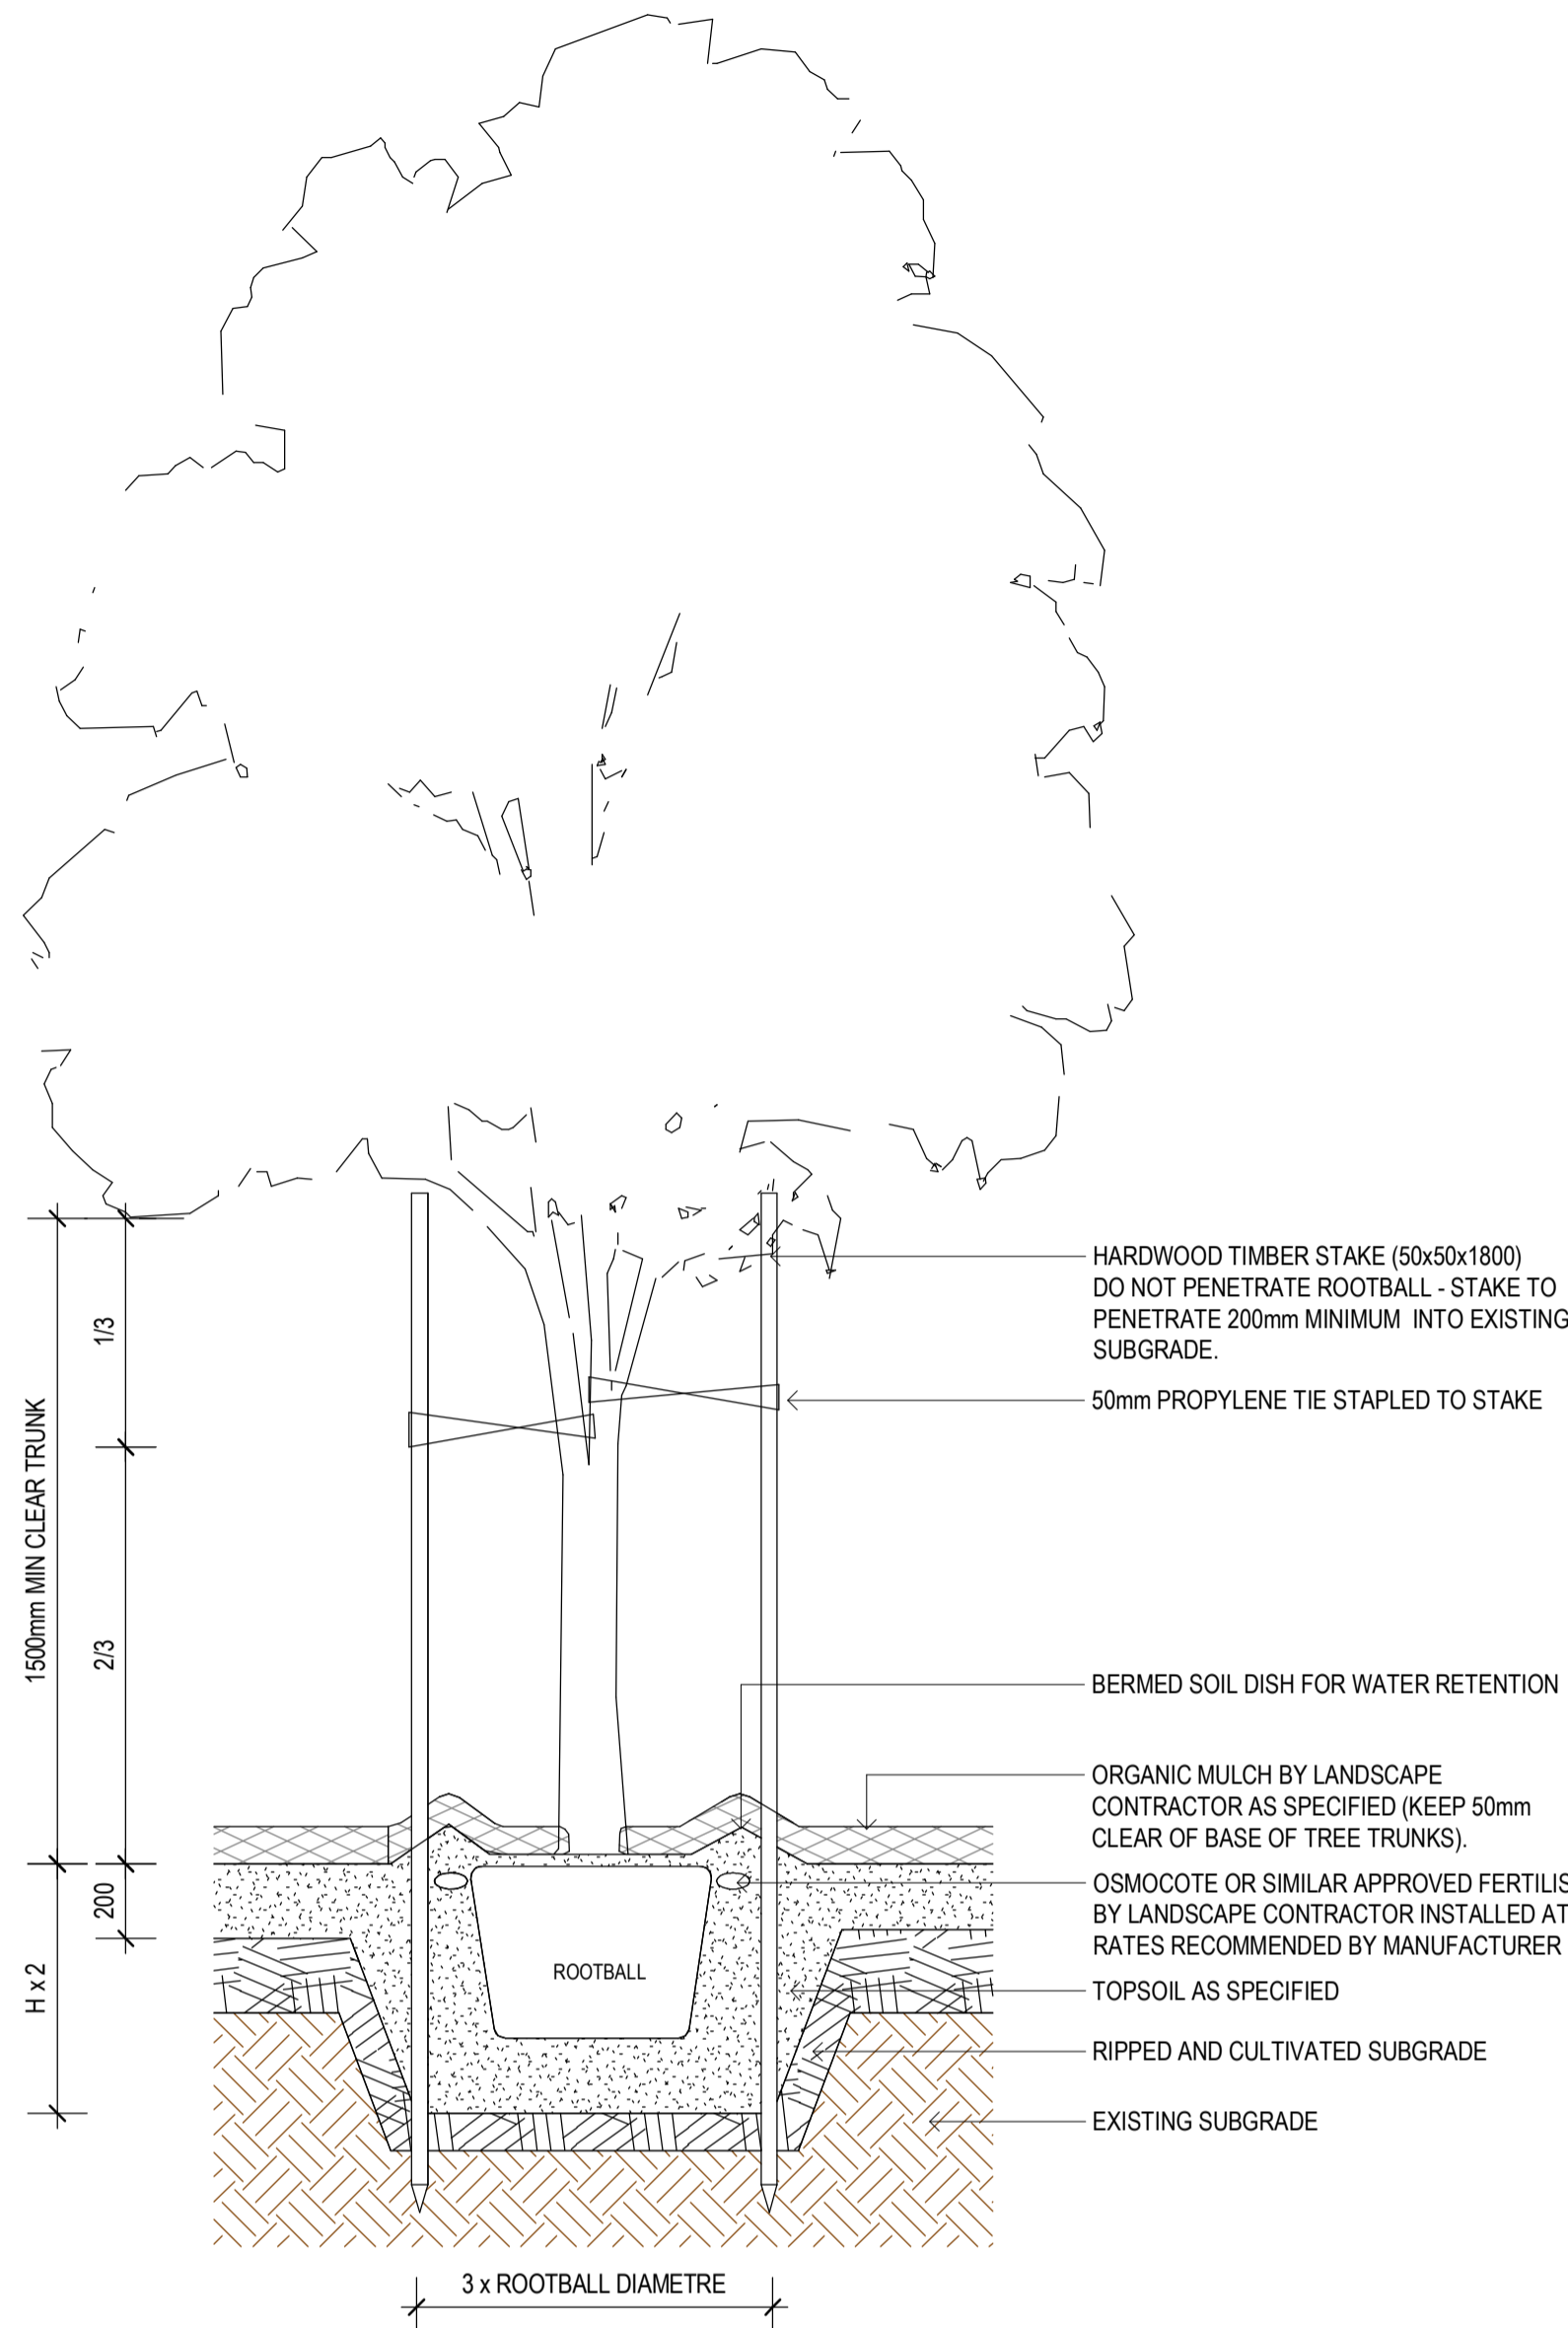 HARDWOOD TIMBER STAKE (50x50x1800)
DO NOT PENETRATE ROOTBALL - STAKE TO
PENETRATE 200mm MINIMUM INTO EXISTING
SUBGRADE.
1/3
50mm PROPYLENE TIE STAPLED TO STAKE
1500mm MIN CLEAR TRUNK
2/3
BERMED SOIL DISH FOR WATER RETENTION
ORGANIC MULCH BY LANDSCAPE
CONTRACTOR AS SPECIFIED (KEEP 50mm
CLEAR OF BASE OF TREE TRUNKS).
200
OSMOCOTE OR SIMILAR APPROVED FERTILIS
BY LANDSCAPE CONTRACTOR INSTALLED AT
RATES RECOMMENDED BY MANUFACTURER
ROOTBALL
H x 2
TOPSOIL AS SPECIFIED
RIPPED AND CULTIVATED SUBGRADE
EXISTING SUBGRADE
3 x ROOTBALL DIAMETRE